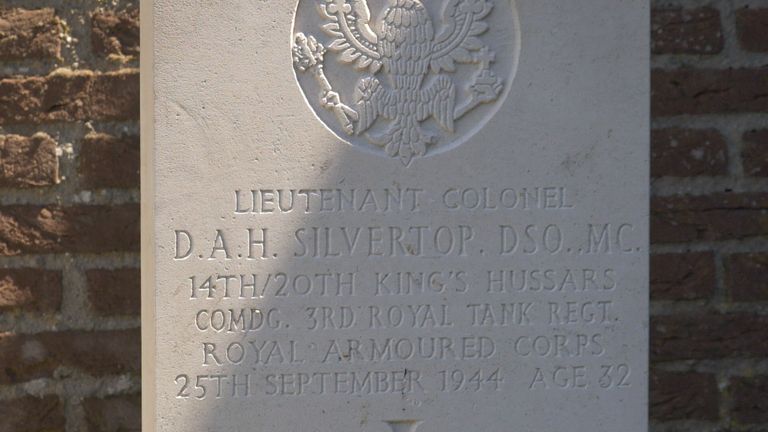 LIEUTENANT COLONEL
D.A.H. SILVERTOP, DSO., MC.
14TH/20TH KING'S HUSSARS
COMDG. 3RD ROYAL TANK REGT.
ROYAL ARMOURED CORPS
25TH SEPTEMBER 1944 AGE 32